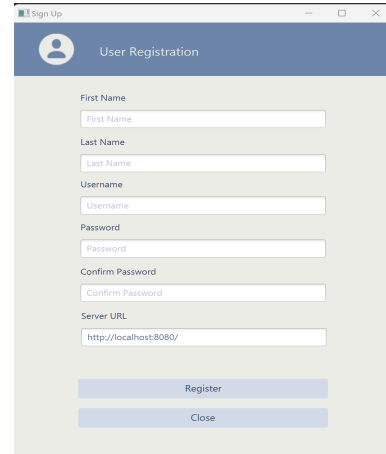 Sign Up
User Registration
First Name
First Name
Last Name
Last Name
Username
Username
Password
Password
Confirm Password
Confirm Password
Server URL
http://localhost:8080/
Register
Close